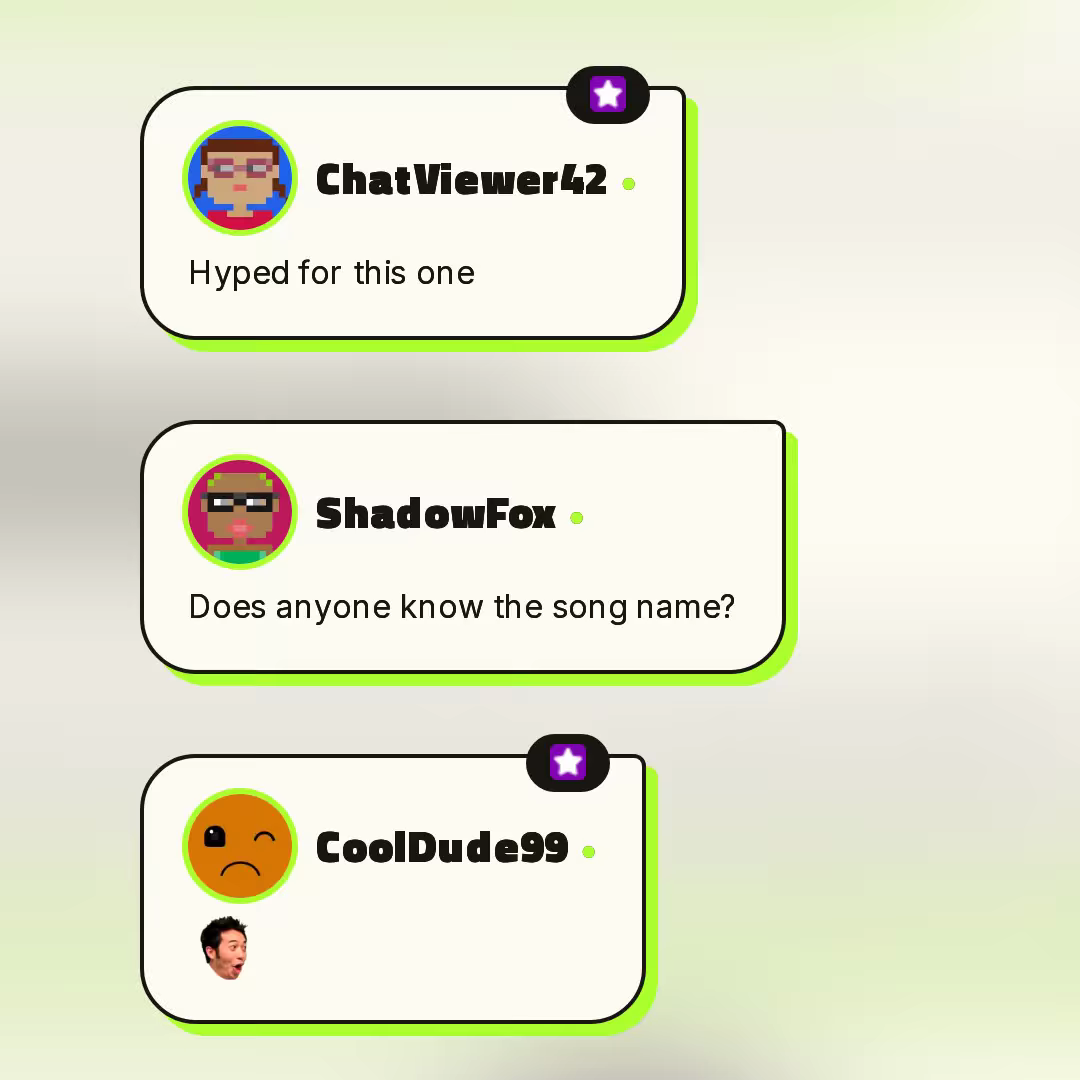 ChatViewer42
Hyped for this one
ShadowFox
Does anyone know the song name?
CoolDude99